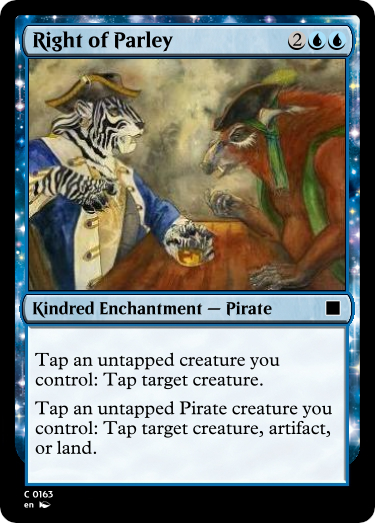 Right of Parley 2
Kindred Enchantment — Pirate
Tap an untapped creature you
control: Tap target creature.
Tap an untapped Pirate creature you
control: Tap target creature, artifact,
or land.
C 0163
en